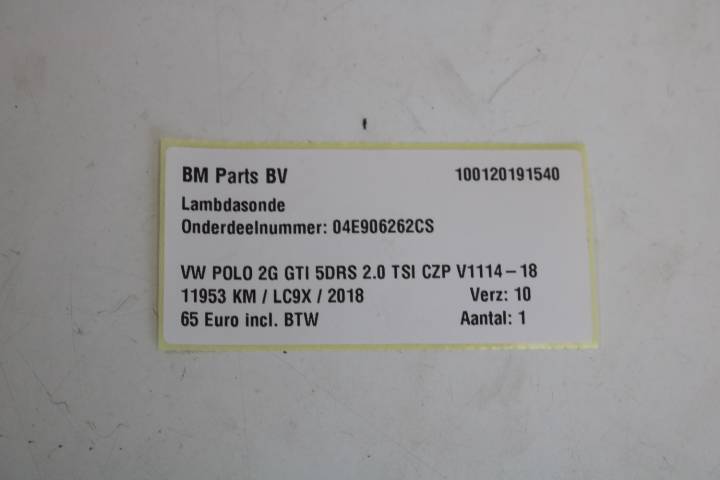 BM Parts BV 100120191540
Lambdasonde
Onderdeelnummer: 04E906262CS
VW POLO 2G GTI 5DRS 2.0 TSI CZP V1114-18
11953 KM / LC9X / 2018 Verz: 10
65 Euro incl. BTW Aantal: 1